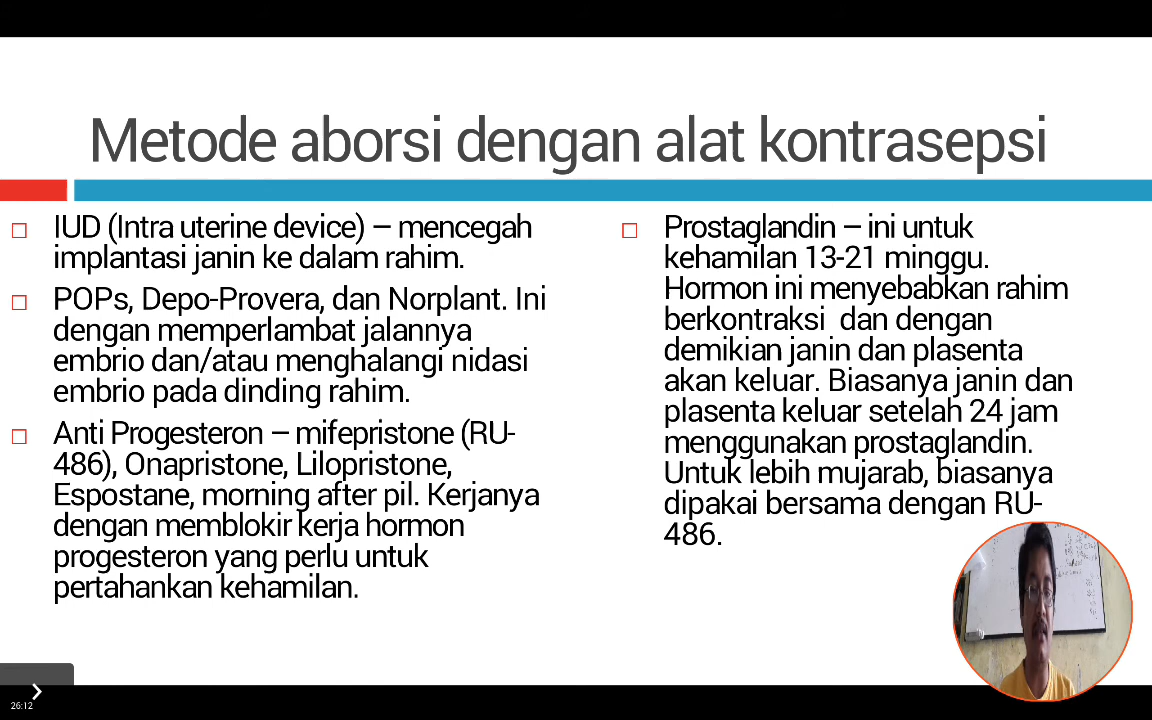 Metode aborsi dengan alat kontrasepsi
IUD (Intra uterine device) – mencegah
implantasi janin ke dalam rahim.
POPs, Depo-Provera, dan Norplant. Ini
dengan memperlambat jalannya
embrio dan/atau menghalangi nidasi
embrio pada dinding rahim.
Anti Progesteron – mifepristone (RU-
486), Onapristone, Lilopristone,
Espostane, morning after pil. Kerjanya
dengan memblokir kerja hormon
progesteron yang perlu untuk
pertahankan kehamilan.
Prostaglandin – ini untuk
kehamilan 13-21 minggu.
Hormon ini menyebabkan rahim
berkontraksi  dan dengan
demikian janin dan plasenta
akan keluar. Biasanya janin dan
plasenta keluar setelah 24 jam
menggunakan prostaglandin.
Untuk lebih mujarab, biasanya
dipakai bersama dengan RU-
486.
26:12